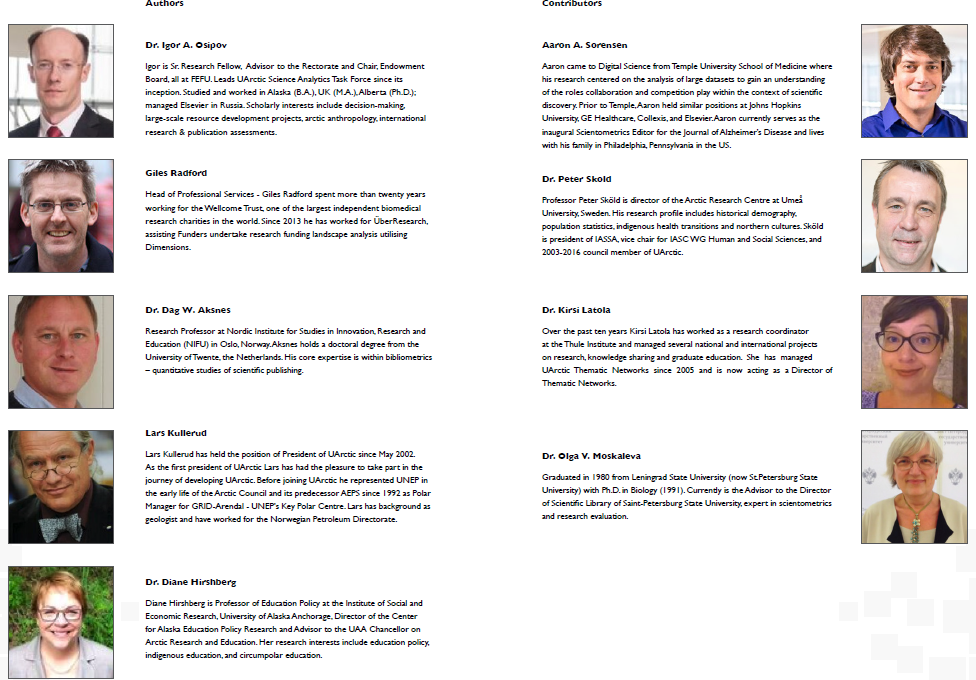 Authors
Dr. Igor A. Osipov
Igor is Sr. Research Fellow, Advisor to the Rectorate and Chair, Endowment
Board, all at FEFU. Leads UArctic Science Analytics Task Force since its
inception. Studied and worked in Alaska (B.A.), UK (M.A.), Alberta (Ph.D.);
managed Elsevier in Russia. Scholarly interests include decision-making,
large-scale resource development projects, arctic anthropology, international
research & publication assessments.
Giles Radford
Head of Professional Services - Giles Radford spent more than twenty years
working for the Wellcome Trust, one of the largest independent biomedical
research charities in the world. Since 2013 he has worked for ÜberResearch,
assisting Funders undertake research funding landscape analysis utilising
Dimensions.
Dr. Dag W. Aksnes
Research Professor at Nordic Institute for Studies in Innovation, Research and
Education (NIFU) in Oslo, Norway. Aksnes holds a doctoral degree from the
University of Twente, the Netherlands. His core expertise is within bibliometrics
– quantitative studies of scientific publishing.
Lars Kullerud
Lars Kullerud has held the position of President of UArctic since May 2002.
As the first president of UArctic Lars has had the pleasure to take part in the
journey of developing UArctic. Before joining UArctic he represented UNEP in
the early life of the Arctic Council and its predecessor AEPS since 1992 as Polar
Manager for GRID-Arendal - UNEP's Key Polar Centre. Lars has background as
geologist and have worked for the Norwegian Petroleum Directorate.
Dr. Diane Hirshberg
Diane Hirshberg is Professor of Education Policy at the Institute of Social and
Economic Research, University of Alaska Anchorage, Director of the Center
for Alaska Education Policy Research and Advisor to the UAA Chancellor on
Arctic Research and Education. Her research interests include education policy,
indigenous education, and circumpolar education.
Contributors
Aaron A. Sorensen
Aaron came to Digital Science from Temple University School of Medicine where
his research centered on the analysis of large datasets to gain an understanding
of the roles collaboration and competition play within the context of scientific
discovery. Prior to Temple, Aaron held similar positions at Johns Hopkins
University, GE Healthcare, Collexis, and Elsevier. Aaron currently serves as the
inaugural Scientometrics Editor for the Journal of Alzheimer's Disease and lives
with his family in Philadelphia, Pennsylvania in the US.
Dr. Peter Skold
Professor Peter Sköld is director of the Arctic Research Centre at Umeå
University, Sweden. His research profile includes historical demography,
population statistics, indigenous health transitions and northern cultures. Sköld
is president of IASSA, vice chair for IASC WG Human and Social Sciences, and
2003-2016 council member of UArctic.
Dr. Kirsi Latola
Over the past ten years Kirsi Latola has worked as a research coordinator
at the Thule Institute and managed several national and international projects
on research, knowledge sharing and graduate education. She has managed
UArctic Thematic Networks since 2005 and is now acting as a Director of
Thematic Networks.
Dr. Olga V. Moskaleva
Graduated in 1980 from Leningrad State University (now St.Petersburg State
University) with Ph.D. in Biology (1991). Currently is the Advisor to the Director
of Scientific Library of Saint-Petersburg State University, expert in scientometrics
and research evaluation.